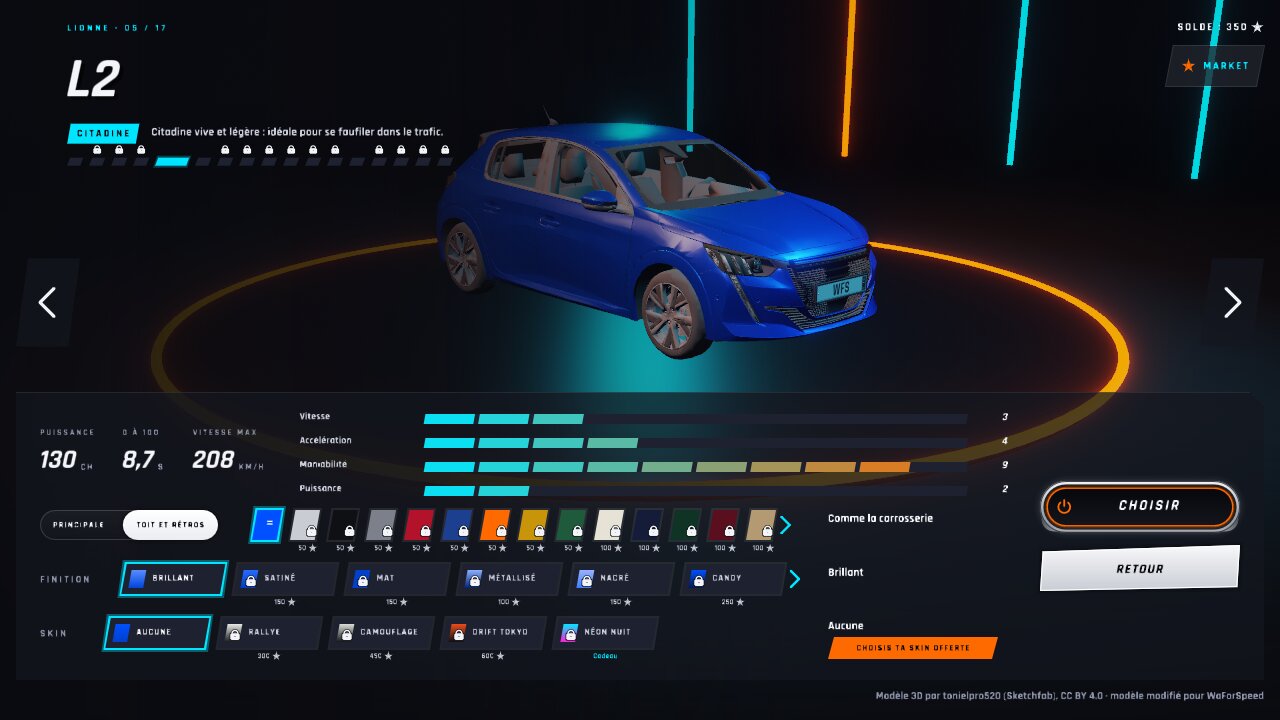 LIONNE · 05 / 17
SOLDE 350 ★
L2
★ MARKET
CITADINE
Citadine vive et légère : idéale pour se faufiler dans le trafic.
WFS
PUISSANCE
130 CH
0 À 100
8,7 S
VITESSE MAX
208 KM/H
Vitesse
3
Accélération
4
Maniabilité
9
Puissance
2
PRINCIPALE
TOIT ET RÉTROS
=
50 ★
50 ★
50 ★
50 ★
50 ★
50 ★
50 ★
50 ★
100 ★
100 ★
100 ★
100 ★
100 ★
Comme la carrosserie
CHOISIR
FINITION
BRILLANT
SATINÉ
MAT
MÉTALLISÉ
NACRÉ
CANDY
150 ★
150 ★
100 ★
150 ★
250 ★
Brillant
RETOUR
SKIN
AUCUNE
RALLYE
CAMOUFLAGE
DRIFT TOKYO
NÉON NUIT
300 ★
450 ★
600 ★
Cadeau
Aucune
CHOISIS TA SKIN OFFERTE
Modèle 3D par tonielpro520 (Sketchfab), CC BY 4.0 · modèle modifié pour WaForSpeed